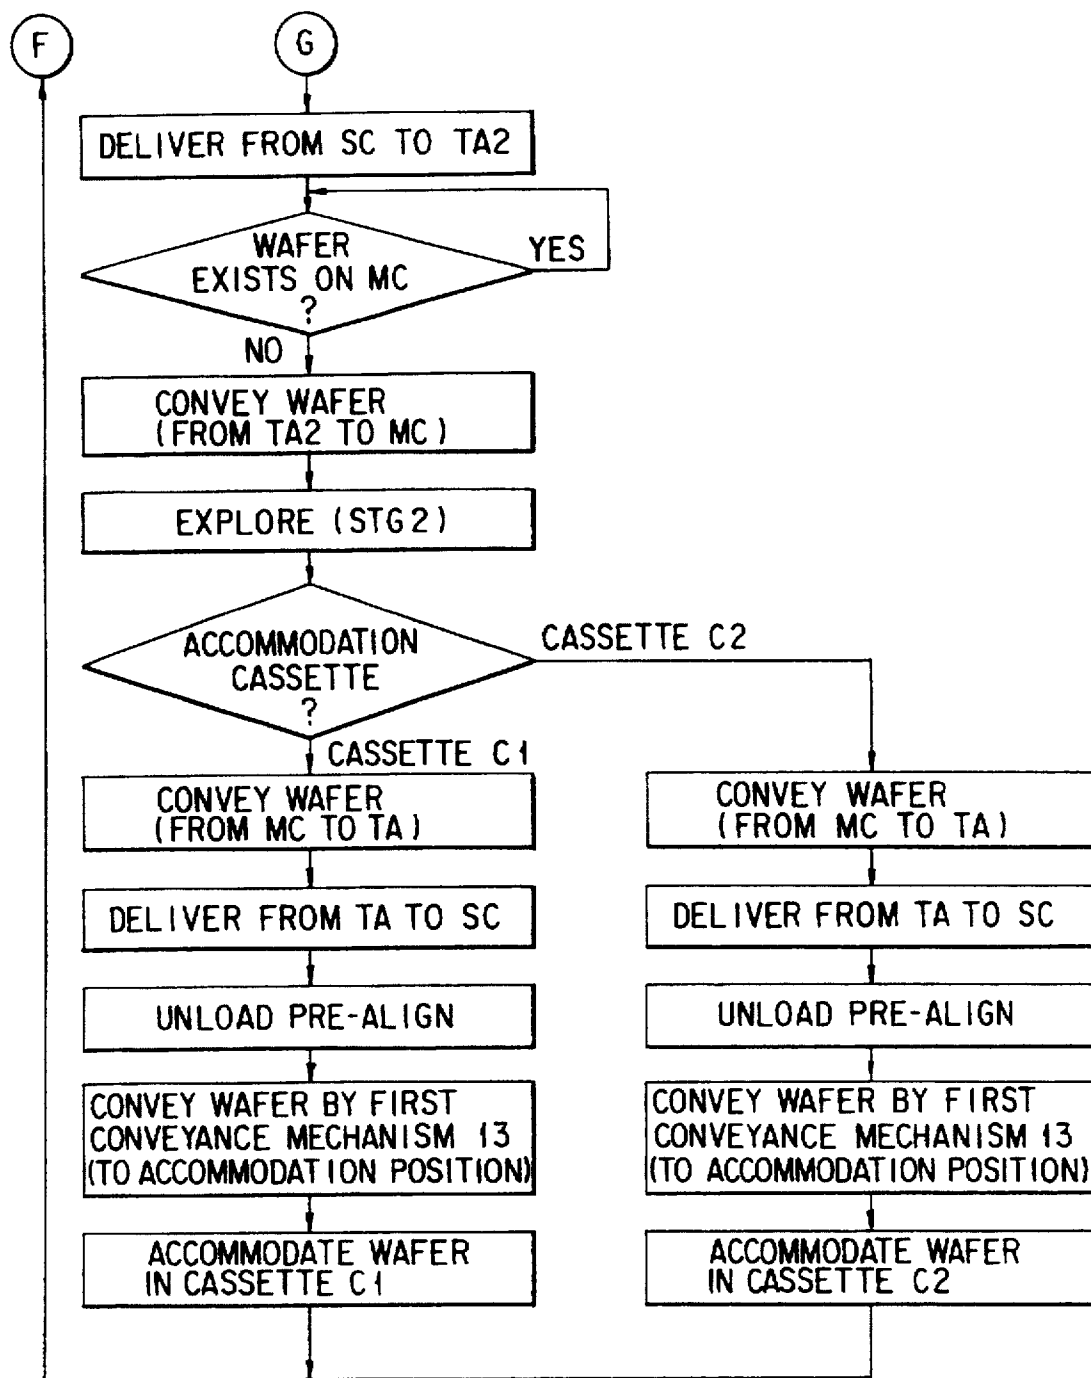 F
G
DELIVER FROM SC TO TA2
WAFER
EXISTS ON MC
?
YES
NO
CONVEY WAFER
(FROM TA2 TO MC)
EXPLORE (STG2)
ACCOMMODATION
CASSETTE
?
CASSETTE C2
CASSETTE C1
CONVEY WAFER
(FROM MC TO TA)
DELIVER FROM TA TO SC
UNLOAD PRE-ALIGN
CONVEY WAFER BY FIRST
CONVEYANCE MECHANISM 13
(TO ACCOMMODATION POSITION)
ACCOMMODATE WAFER
IN CASSETTE C1
CONVEY WAFER
(FROM MC TO TA)
DELIVER FROM TA TO SC
UNLOAD PRE-ALIGN
CONVEY WAFER BY FIRST
CONVEYANCE MECHANISM 13
(TO ACCOMMODATION POSITION)
ACCOMMODATE WAFER
IN CASSETTE C2